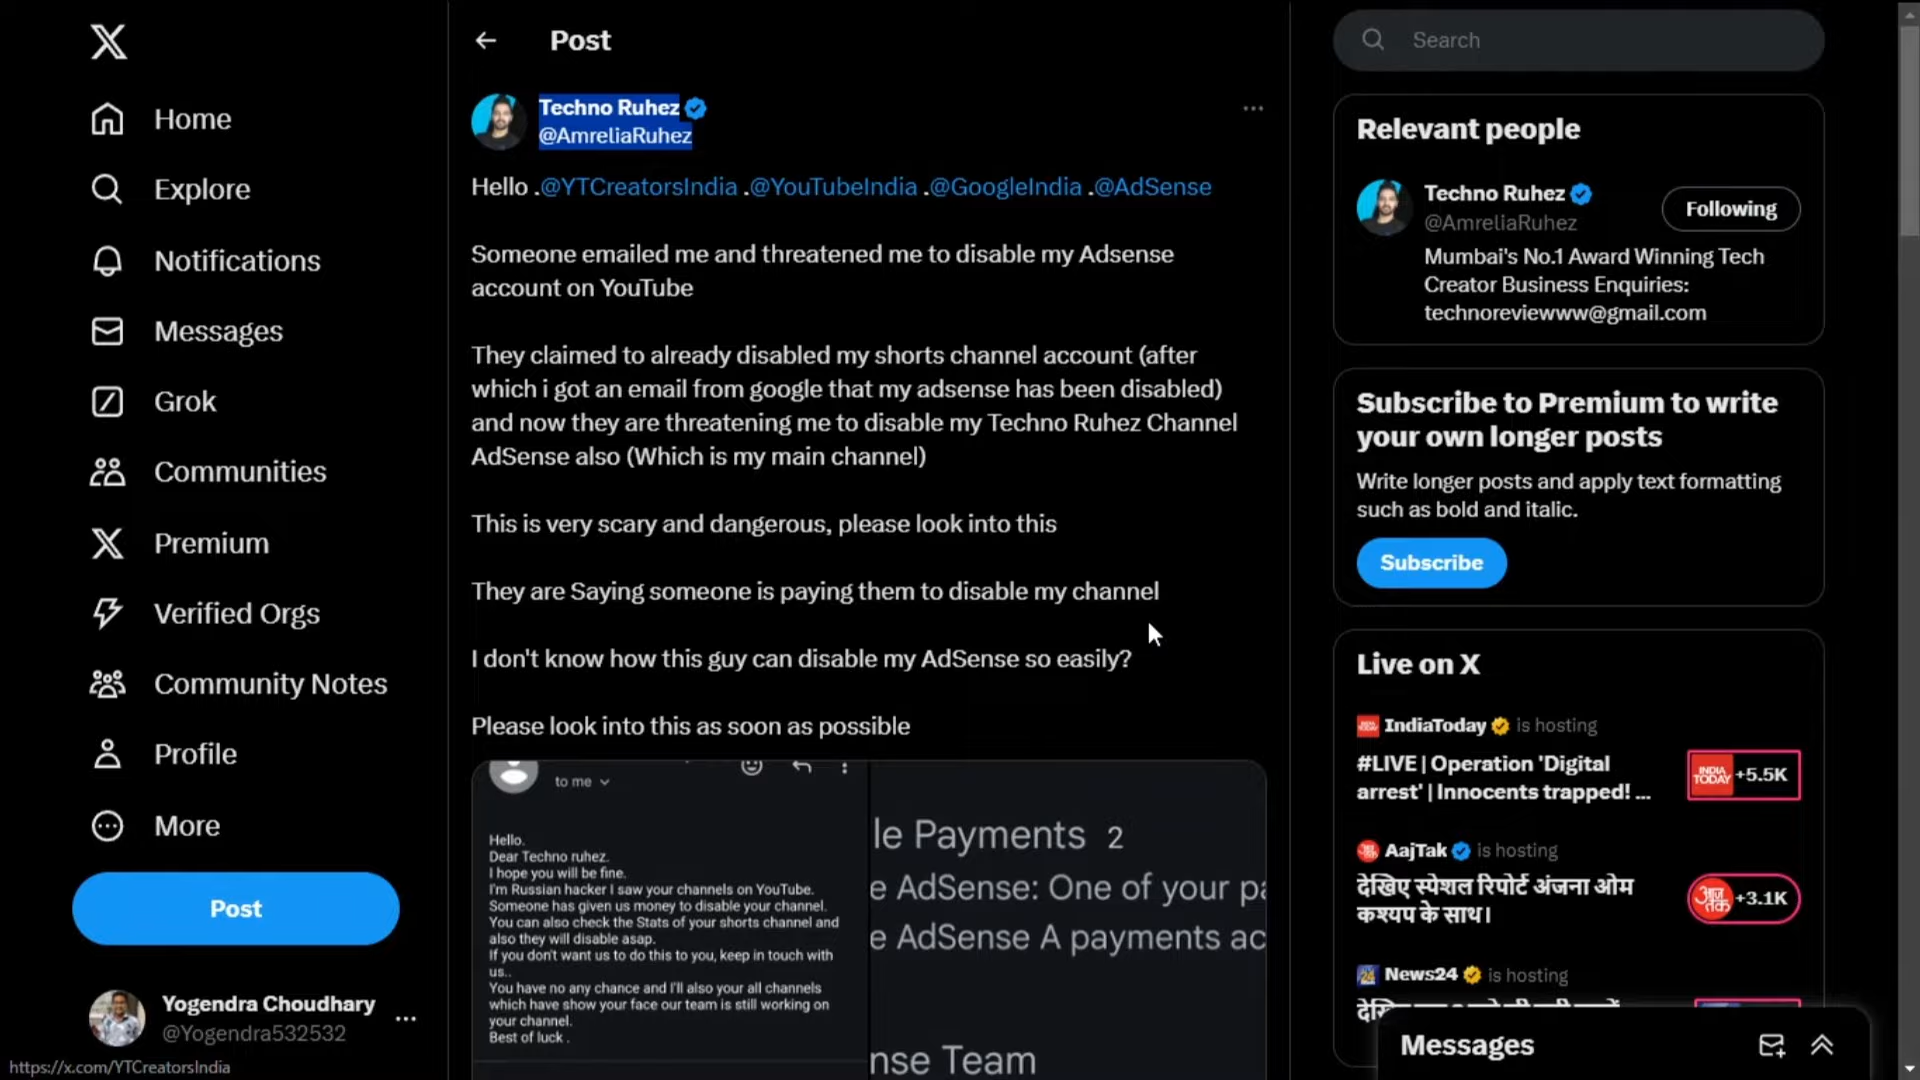 Home
Explore
Notifications
Messages
Grok
Communities
Premium
Verified Orgs
Community Notes
Profile
More
Post
Yogendra Choudhary
@Yogendra532532
https://x.com/YTCreatorsIndia
Post
Techno Ruhez
@AmreliaRuhez
Hello .@YTCreatorsIndia .@YouTubeIndia .@GoogleIndia .@AdSense
Someone emailed me and threatened me to disable my Adsense
account on YouTube
They claimed to already disabled my shorts channel account (after
which i got an email from google that my adsense has been disabled)
and now they are threatening me to disable my Techno Ruhez Channel
AdSense also (Which is my main channel)
This is very scary and dangerous, please look into this
They are Saying someone is paying them to disable my channel
I don't know how this guy can disable my AdSense so easily?
Please look into this as soon as possible
to me
Hello.
Dear Techno ruhez.
I hope you will be fine.
I'm Russian hacker I saw your channels on YouTube.
Someone has given us money to disable your channel.
You can also check the Stats of your shorts channel and
also they will disable asap.
If you don't want us to do this to you, keep in touch with
us..
You have no any chance and I'll also your all channels
which have show your face our team is still working on
your channel.
Best of luck .
le Payments 2
e AdSense: One of your pa
e AdSense A payments ac
nse Team
Search
Relevant people
Techno Ruhez
@AmreliaRuhez
Following
Mumbai's No.1 Award Winning Tech
Creator Business Enquiries:
technoreviewww@gmail.com
Subscribe to Premium to write
your own longer posts
Write longer posts and apply text formatting
such as bold and italic.
Subscribe
Live on X
IndiaToday is hosting
#LIVE | Operation 'Digital
arrest' | Innocents trapped! ...
INDIA
TODAY +5.5K
AajTak is hosting
देखिए स्पेशल रिपोर्ट अंजना ओम
कश्यप के साथ।
आज तक +3.1K
News24 is hosting
Messages